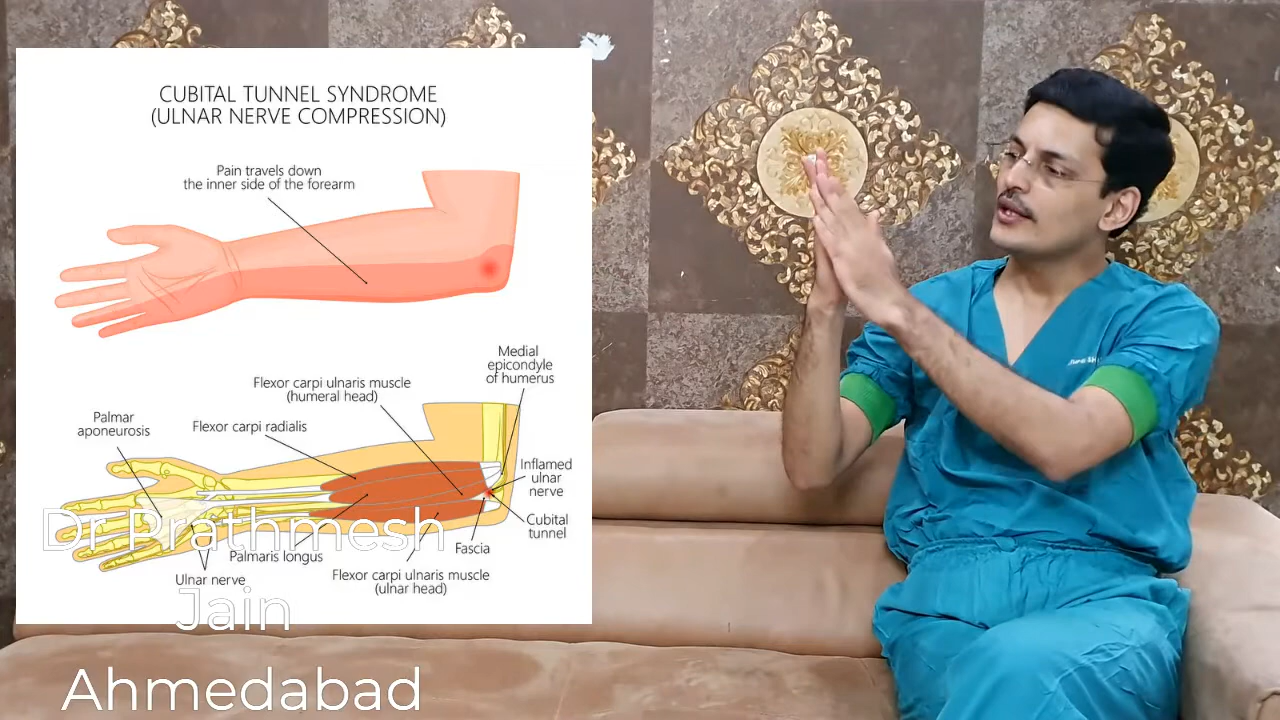 CUBITAL TUNNEL SYNDROME
(ULNAR NERVE COMPRESSION)
Pain travels down
the inner side of the forearm
Medial
epicondyle
of humerus
Flexor carpi ulnaris muscle
(humeral head)
Palmar
aponeurosis
Flexor carpi radialis
Inflamed
ulnar
nerve
Cubital
tunnel
Fascia
Palmaris longus
Ulnar nerve
Flexor carpi ulnaris muscle
(ulnar head)
Dr Prathmesh
Jain
Ahmedabad